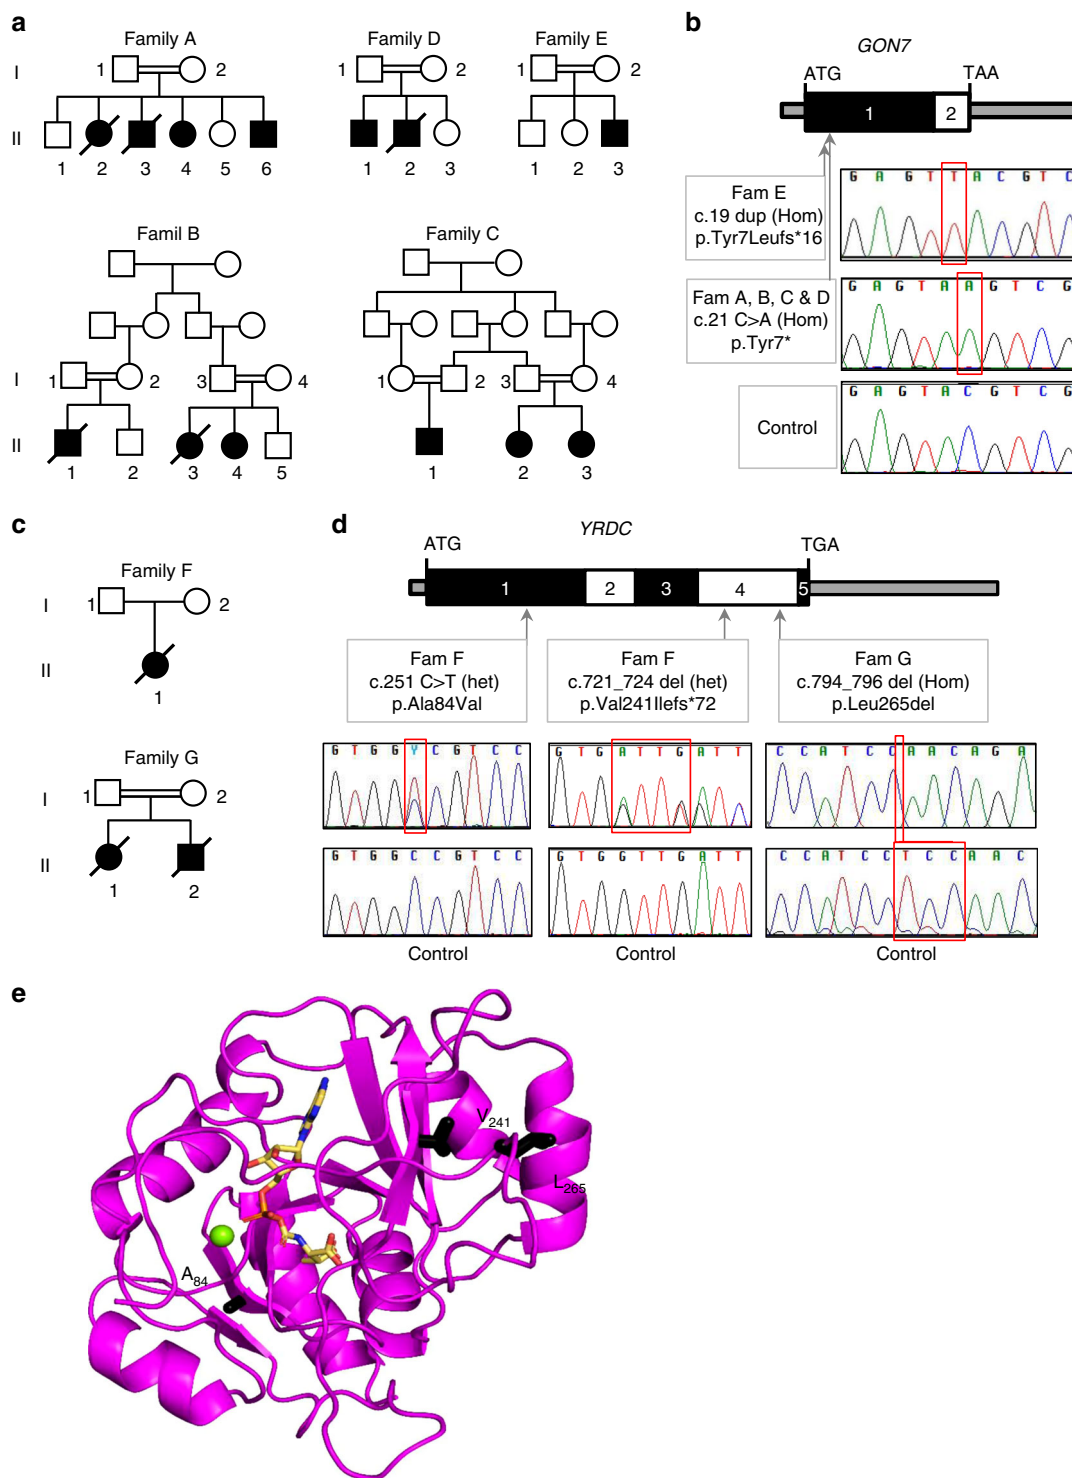 a
Family A
Family D
Family E
I
1
2
1
2
1
2
II
1
2
3
4
5
6
1
2
3
1
2
3
Famil B
Family C
I
1
2
3
4
1
2
3
4
II
1
2
3
4
5
1
2
3
b
GON7
ATG
TAA
1
2
Fam E
c.19 dup (Hom)
p.Tyr7Leufs*16
G A G T T A C G T C
Fam A, B, C & D
c.21 C>A (Hom)
p.Tyr7*
G A G T A A G T C G
Control
G A G T A C G T C G
c
Family F
I
1
2
II
1
Family G
I
1
2
II
1
2
d
YRDC
ATG
TGA
1
2
3
4
5
Fam F
c.251 C>T (het)
p.Ala84Val
Fam F
c.721_724 del (het)
p.Val241Ilefs*72
Fam G
c.794_796 del (Hom)
p.Leu265del
G T G G Y C G T C C
G T G A T T G A T T
C C A T C C A A C A G A
G T G G C C G T C C
G T G G T T G A T T
C C A T C C T C C A A C
Control
Control
Control
e
V241
L265
A84